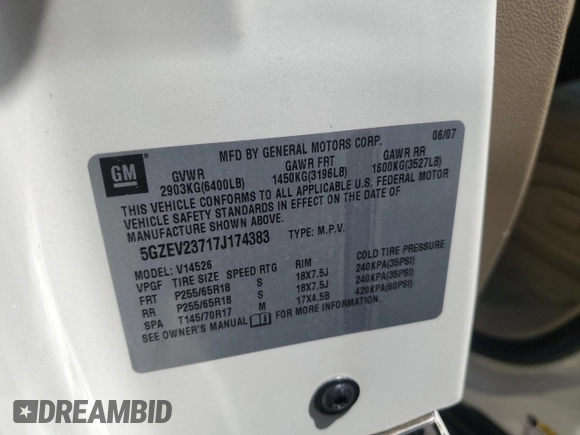 MFD BY GENERAL MOTORS CORP. 06/07
GM
GVWR GAWR FRT GAWR RR
2903KG(6400LB) 1450KG(3196LB) 1600KG(3527LB)
THIS VEHICLE CONFORMS TO ALL APPLICABLE U.S. FEDERAL MOTOR
VEHICLE SAFETY STANDARDS IN EFFECT ON THE DATE OF
MANUFACTURE SHOWN ABOVE.
5GZEV23717J174383 TYPE: M.P.V.
MODEL: V14526
VPGF TIRE SIZE SPEED RTG RIM COLD TIRE PRESSURE
FRT P255/65R18 S 18X7.5J 240KPA(35PSI)
RR P255/65R18 S 18X7.5J 240KPA(35PSI)
SPA T145/70R17 M 17X4.5B 420KPA(60PSI)
SEE OWNER'S MANUAL FOR MORE INFORMATION.
DREAMBID